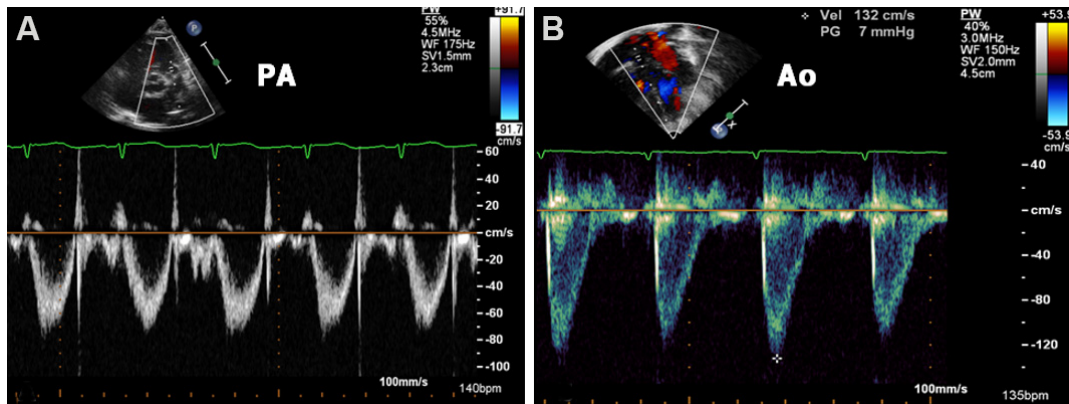 A
PA
PW
55%
4.5MHz
WF 175Hz
SV1.5mm
2.3cm
+91.7
-91.7
cm/s
60
40
20
cm/s
-20
-40
-60
-80
-100
100mm/s
140bpm
B
Ao
Vel 132 cm/s
PG 7 mmHg
PW
40%
3.0MHz
WF 150Hz
SV2.0mm
4.5cm
+53.9
-53.9
cm/s
40
cm/s
-40
-80
-120
100mm/s
135bpm